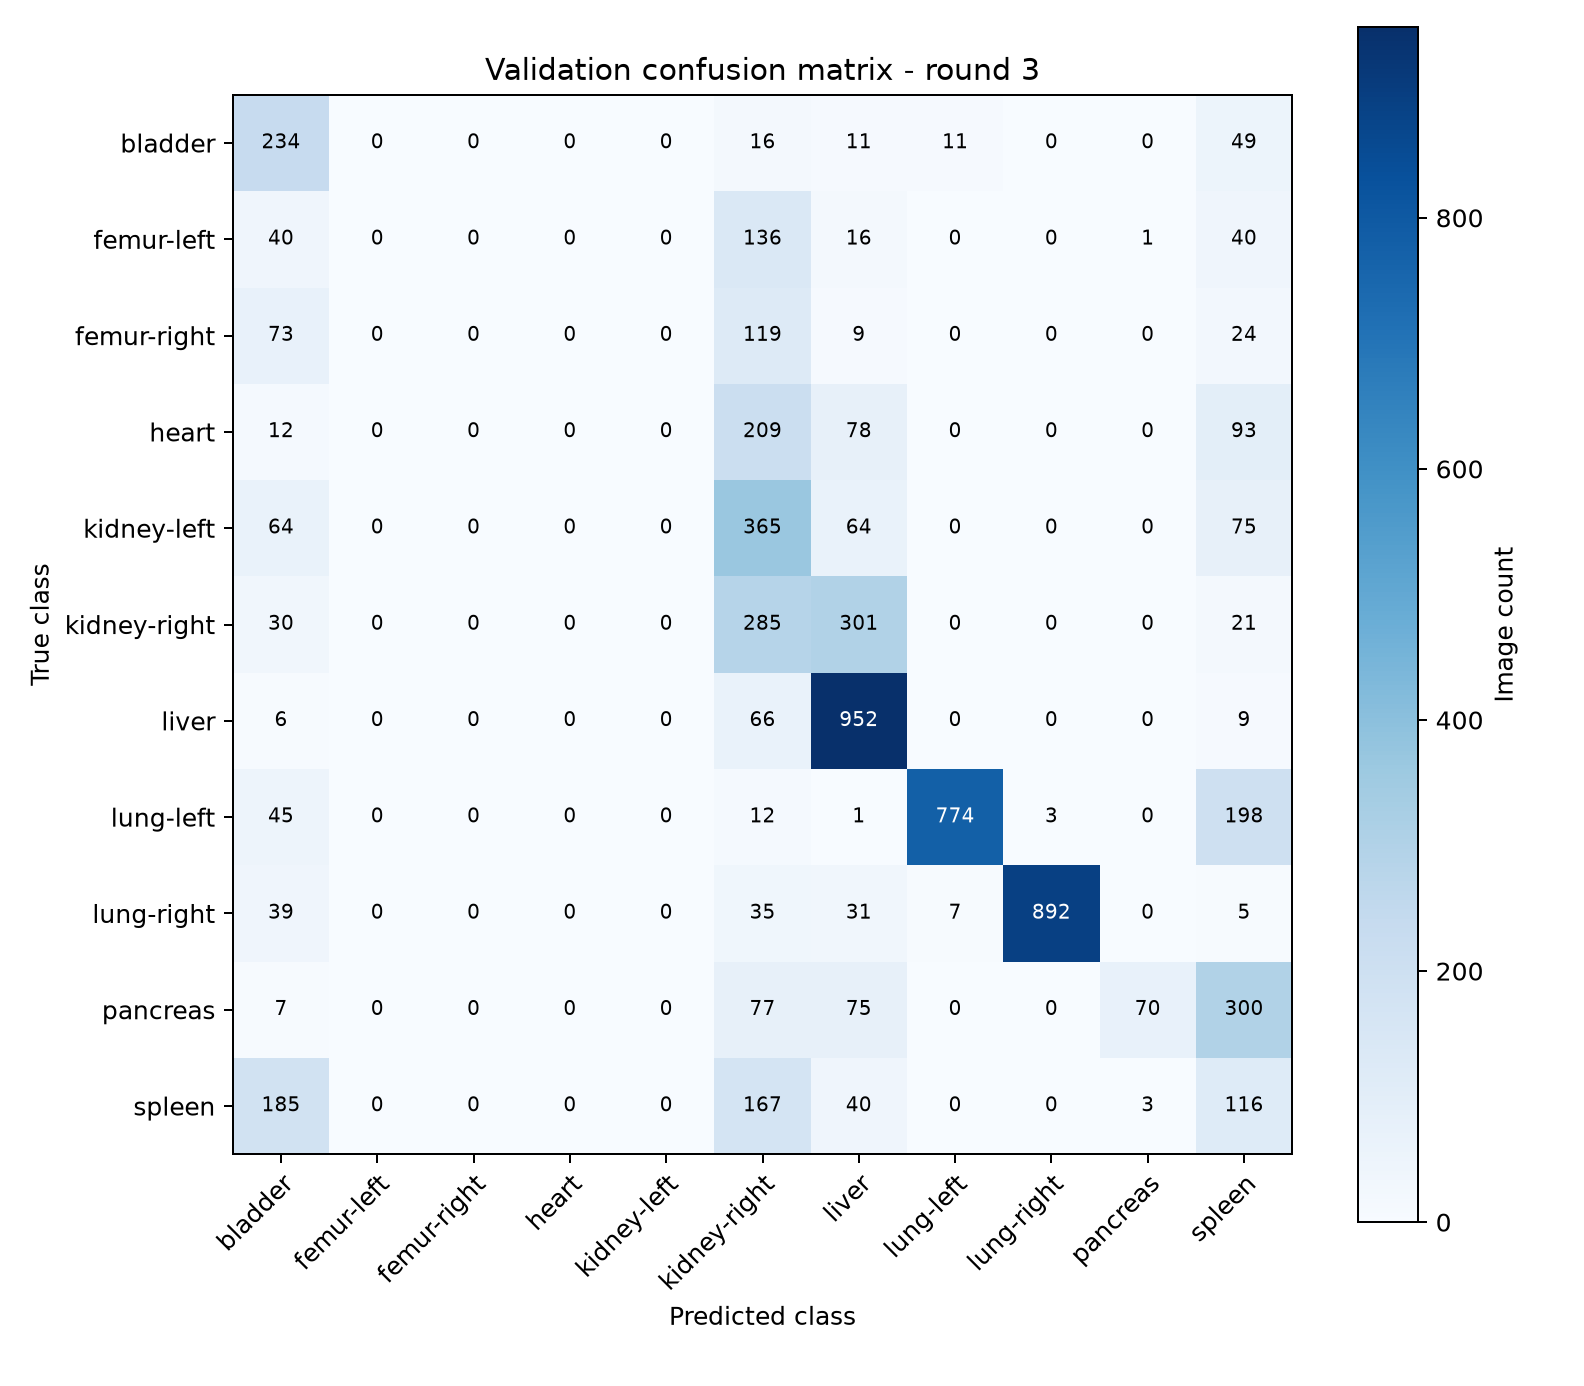 Validation confusion matrix - round 3
bladder 234 0 0 0 0 16 11 11 0 0 49
femur-left 40 0 0 0 0 136 16 0 0 1 40
femur-right 73 0 0 0 0 119 9 0 0 0 24
heart 12 0 0 0 0 209 78 0 0 0 93
kidney-left 64 0 0 0 0 365 64 0 0 0 75
kidney-right 30 0 0 0 0 285 301 0 0 0 21
liver 6 0 0 0 0 66 952 0 0 0 9
lung-left 45 0 0 0 0 12 1 774 3 0 198
lung-right 39 0 0 0 0 35 31 7 892 0 5
pancreas 7 0 0 0 0 77 75 0 0 70 300
spleen 185 0 0 0 0 167 40 0 0 3 116
True class
bladder femur-left femur-right heart kidney-left kidney-right liver lung-left lung-right pancreas spleen
Predicted class
800
600
400
200
0
Image count